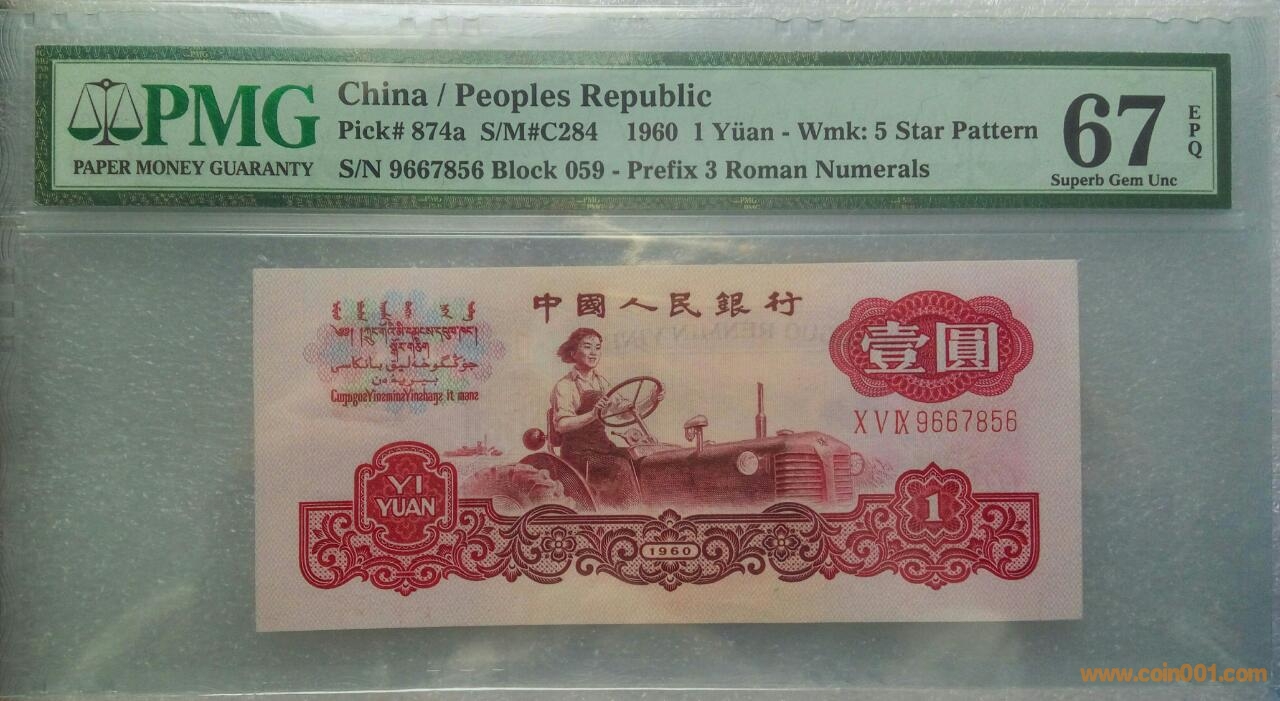 PMG
PAPER MONEY GUARANTY
China / Peoples Republic
Pick# 874a S/M#C284 1960 1 Yüan - Wmk: 5 Star Pattern
S/N 9667856 Block 059 - Prefix 3 Roman Numerals
67
EPQ
Superb Gem Unc
中國人民銀行
壹圓
X V IX 9667856
YI
YUAN
1
1960
www.coin001.com